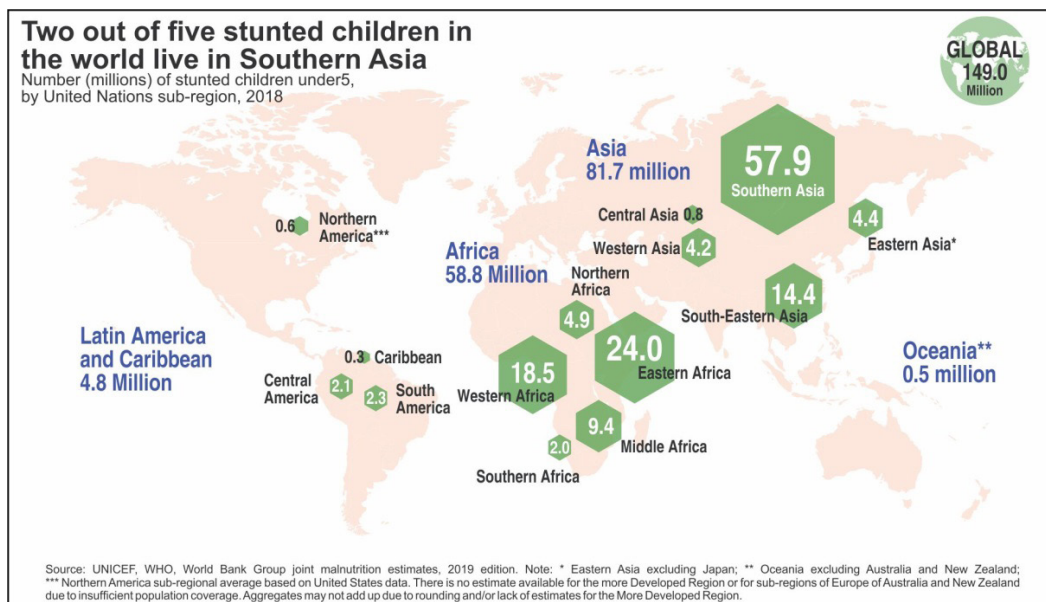 Two out of five stunted children in
the world live in Southern Asia
Number (millions) of stunted children under5,
by United Nations sub-region, 2018
GLOBAL
149.0
Million
Asia
81.7 million
57.9
Southern Asia
Central Asia 0.8
4.4
Eastern Asia*
Western Asia 4.2
0.6 Northern
America***
Africa
58.8 Million
Northern
Africa
4.9
14.4
South-Eastern Asia
Latin America
and Caribbean
4.8 Million
0.3 Caribbean
Central
America
2.1
2.3
South
America
18.5
Western Africa
24.0
Eastern Africa
Oceania**
0.5 million
9.4
Middle Africa
2.0
Southern Africa
Source: UNICEF, WHO, World Bank Group joint malnutrition estimates, 2019 edition. Note: * Eastern Asia excluding Japan; ** Oceania excluding Australia and New Zealand;
*** Northern America sub-regional average based on United States data. There is no estimate available for the more Developed Region or for sub-regions of Europe of Australia and New Zealand
due to insufficient population coverage. Aggregates may not add up due to rounding and/or lack of estimates for the More Developed Region.